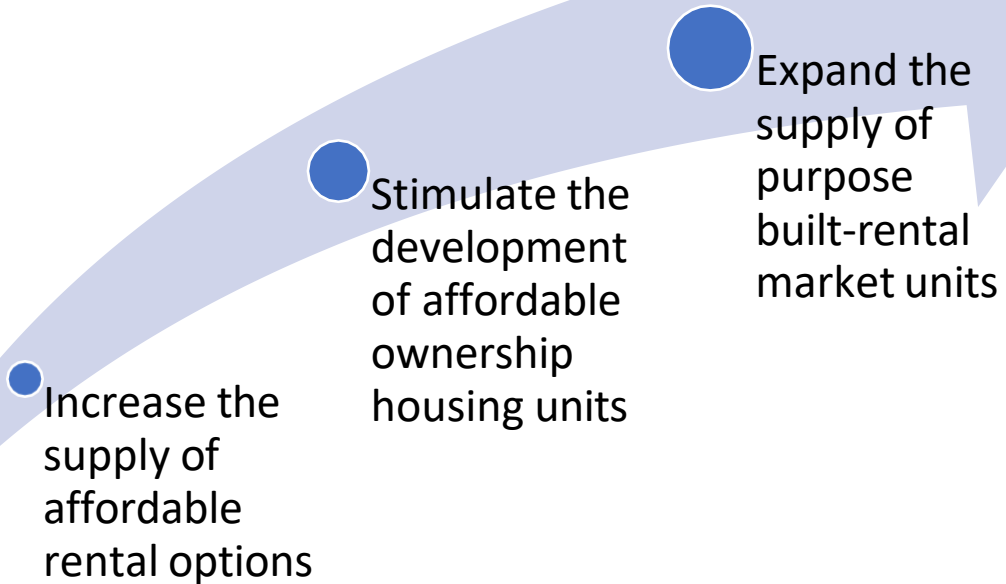 Increase the
supply of
affordable
rental options
Stimulate the
development
of affordable
ownership
housing units
Expand the
supply of
purpose
built-rental
market units